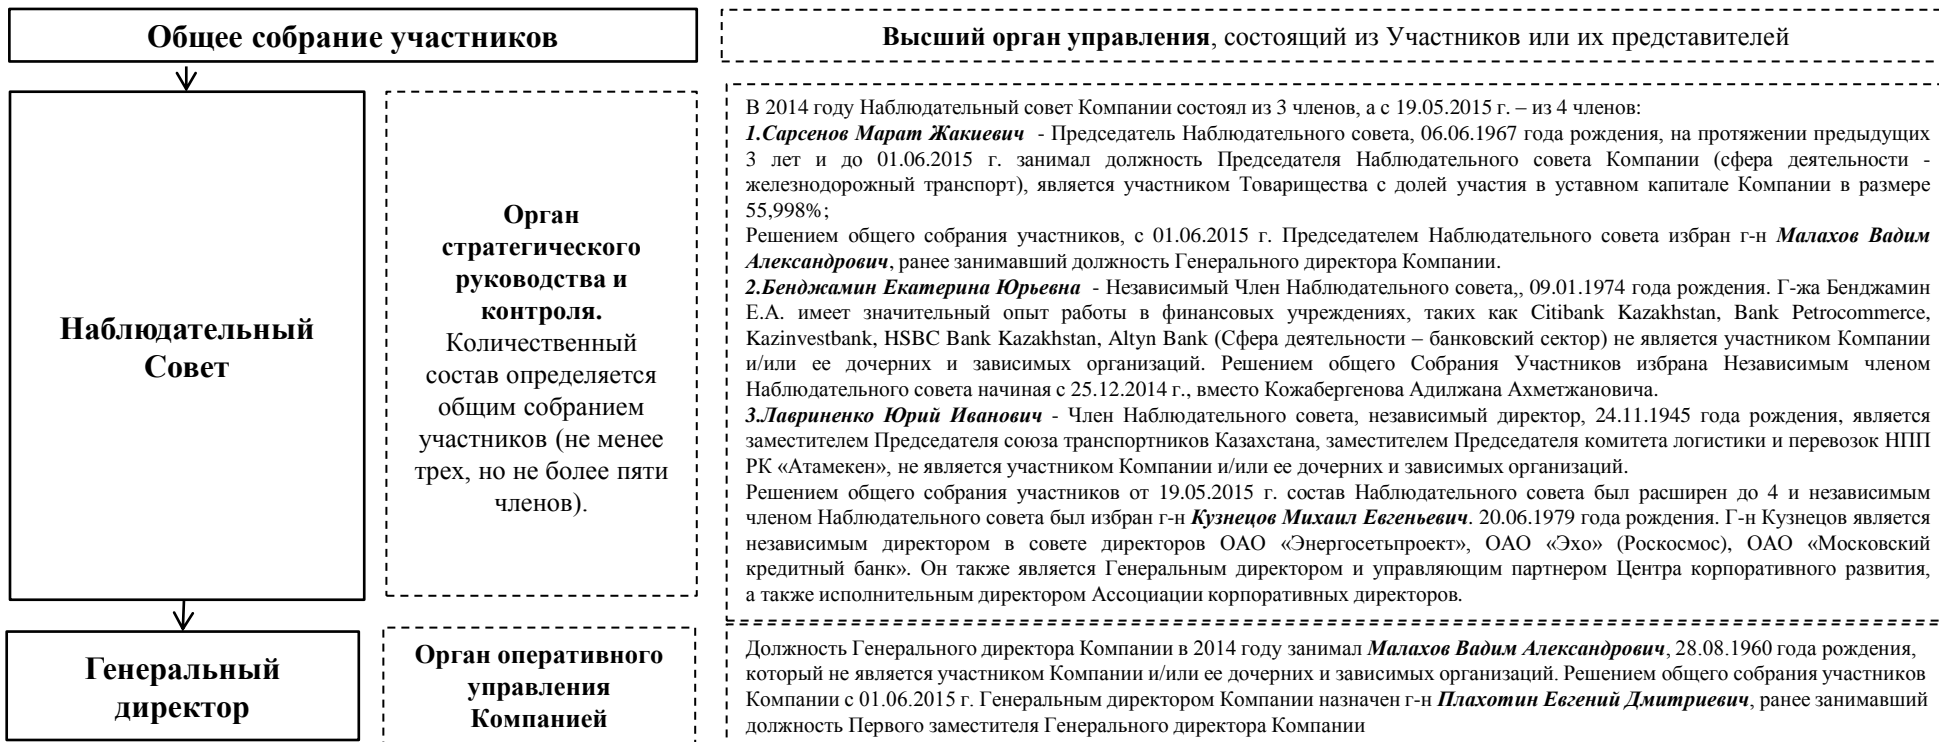 Общее собрание участников
Высший орган управления, состоящий из Участников или их представителей
Наблюдательный
Совет
Орган
стратегического
руководства и
контроля.
Количественный
состав определяется
общим собранием
участников (не менее
трех, но не более пяти
членов).
В 2014 году Наблюдательный совет Компании состоял из 3 членов, а с 19.05.2015 г. – из 4 членов:
1.Сарсенов Марат Жакиевич - Председатель Наблюдательного совета, 06.06.1967 года рождения, на протяжении предыдущих
3 лет и до 01.06.2015 г. занимал должность Председателя Наблюдательного совета Компании (сфера деятельности -
железнодорожный транспорт), является участником Товарищества с долей участия в уставном капитале Компании в размере
55,998%;
Решением общего собрания участников, с 01.06.2015 г. Председателем Наблюдательного совета избран г-н Малахов Вадим
Александрович, ранее занимавший должность Генерального директора Компании.
2.Бенджамин Екатерина Юрьевна - Независимый Член Наблюдательного совета,, 09.01.1974 года рождения. Г-жа Бенджамин
Е.А. имеет значительный опыт работы в финансовых учреждениях, таких как Citibank Kazakhstan, Bank Petrocommerce,
Kazinvestbank, HSBC Bank Kazakhstan, Altyn Bank (Сфера деятельности – банковский сектор) не является участником Компании
и/или ее дочерних и зависимых организаций. Решением общего Собрания Участников избрана Независимым членом
Наблюдательного совета начиная с 25.12.2014 г., вместо Кожабергенова Адилжана Ахметжановича.
3.Лавриненко Юрий Иванович - Член Наблюдательного совета, независимый директор, 24.11.1945 года рождения, является
заместителем Председателя союза транспортников Казахстана, заместителем Председателя комитета логистики и перевозок НПП
РК «Атамекен», не является участником Компании и/или ее дочерних и зависимых организаций.
Решением общего собрания участников от 19.05.2015 г. состав Наблюдательного совета был расширен до 4 и независимым
членом Наблюдательного совета был избран г-н Кузнецов Михаил Евгеньевич. 20.06.1979 года рождения. Г-н Кузнецов является
независимым директором в совете директоров ОАО «Энергосетьпроект», ОАО «Эхо» (Роскосмос), ОАО «Московский
кредитный банк». Он также является Генеральным директором и управляющим партнером Центра корпоративного развития,
а также исполнительным директором Ассоциации корпоративных директоров.
Генеральный
директор
Орган оперативного
управления
Компанией
Должность Генерального директора Компании в 2014 году занимал Малахов Вадим Александрович, 28.08.1960 года рождения,
который не является участником Компании и/или ее дочерних и зависимых организаций. Решением общего собрания участников
Компании с 01.06.2015 г. Генеральным директором Компании назначен г-н Плахотин Евгений Дмитриевич, ранее занимавший
должность Первого заместителя Генерального директора Компании